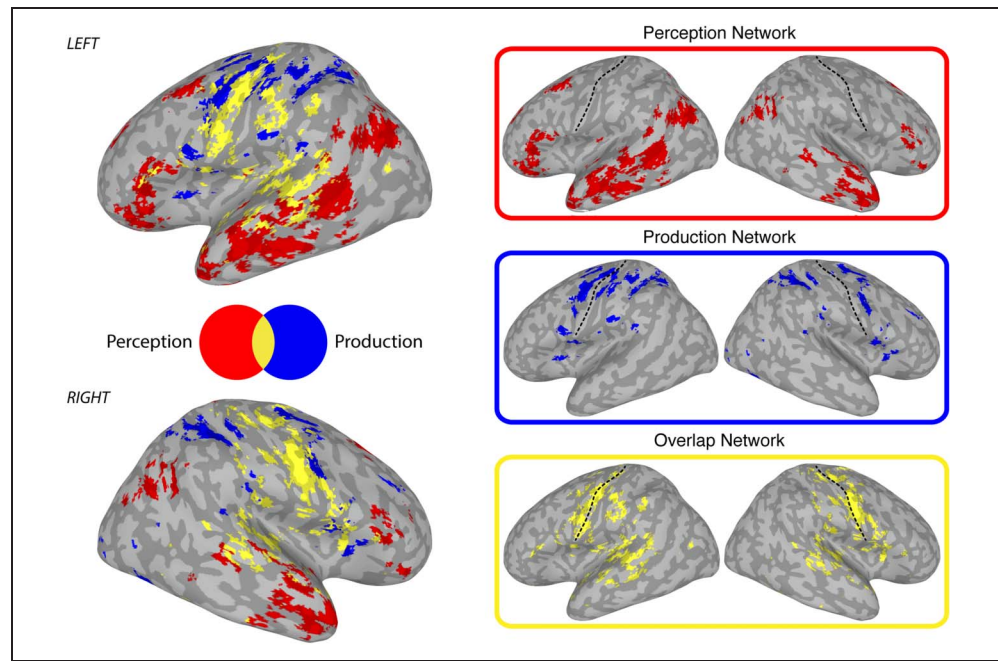 LEFT
Perception Network
Production Network
Perception
Production
RIGHT
Overlap Network